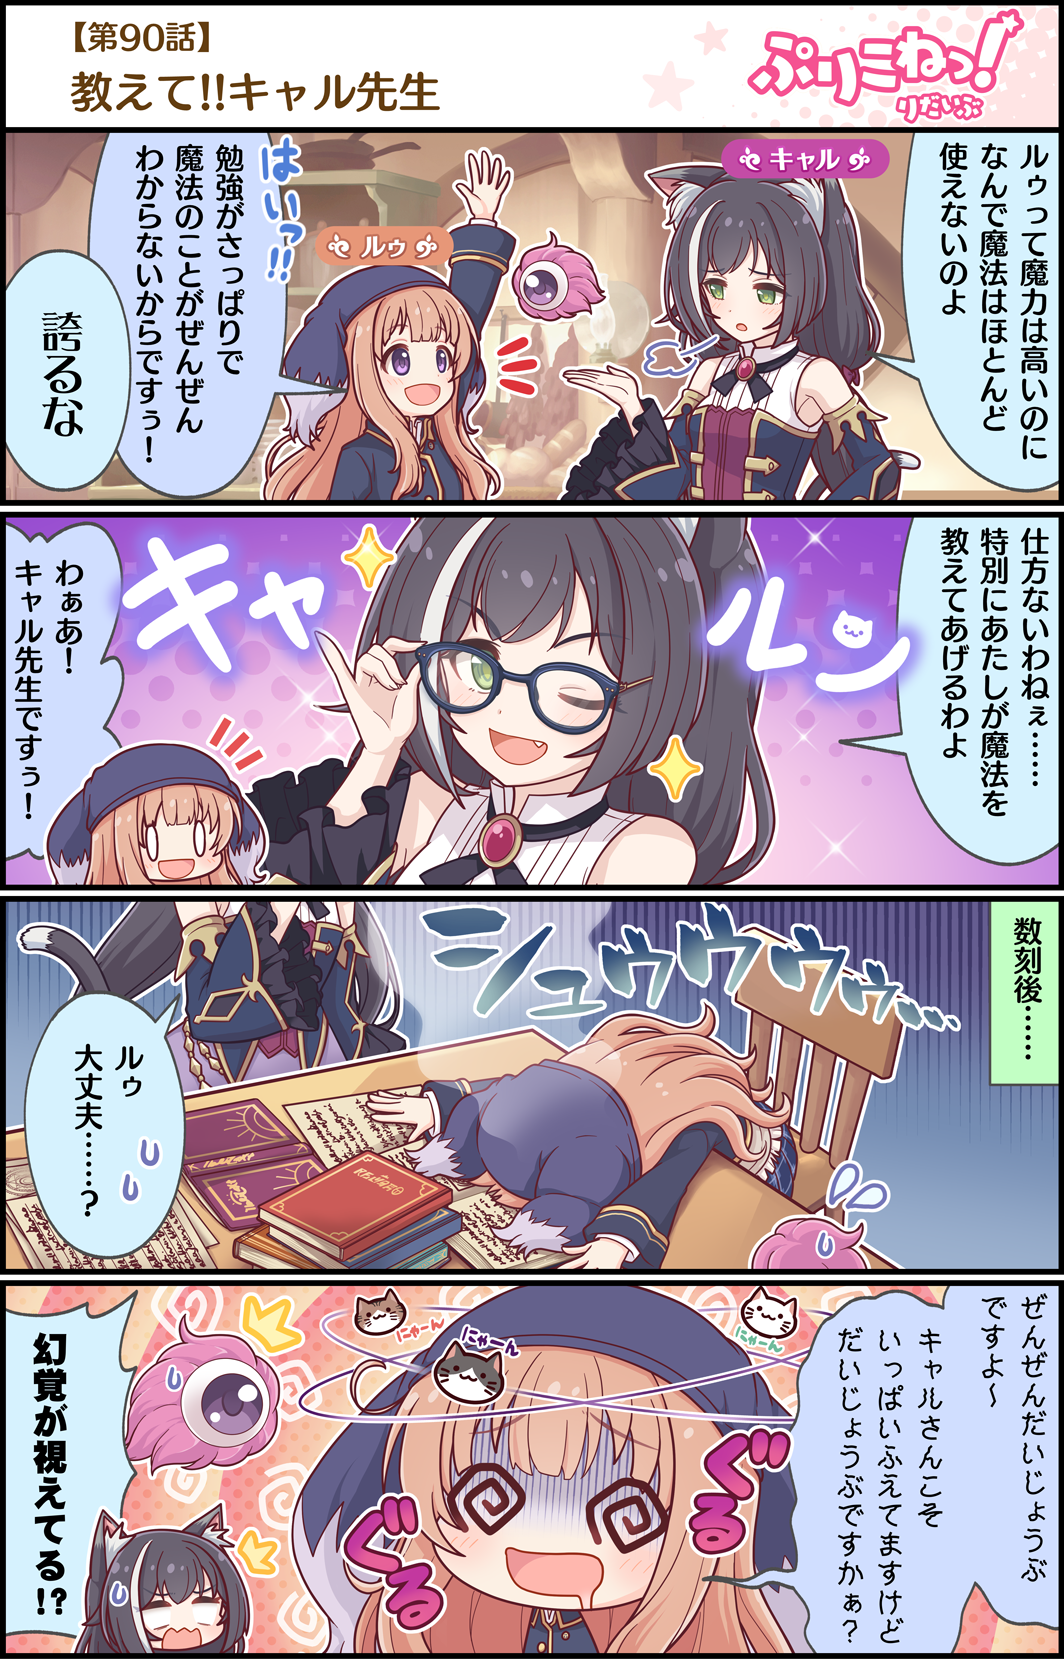 【第90話】
教えて!!キャル先生
ぷりこねっ!
りだいぶ
キャル
ルゥって魔力は高いのに
なんで魔法はほとんど
使えないのよ
ルゥ
はいっ!!
勉強がさっぱりで
魔法のことがぜんぜん
わからないからですぅ!
誇るな
仕方ないわねぇ……
特別にあたしが魔法を
教えてあげるわよ
キャルン
わぁあ!
キャル先生ですぅ!
数刻後……
シュウウウゥ…
ルゥ
大丈夫……?
ぜんぜんだいじょうぶ
ですよ〜
キャルさんこそ
いっぱいふえてますけど
だいじょうぶですかぁ?
にゃーん
にゃーん
にゃーん
ぐる
ぐる
幻覚が視えてる!?